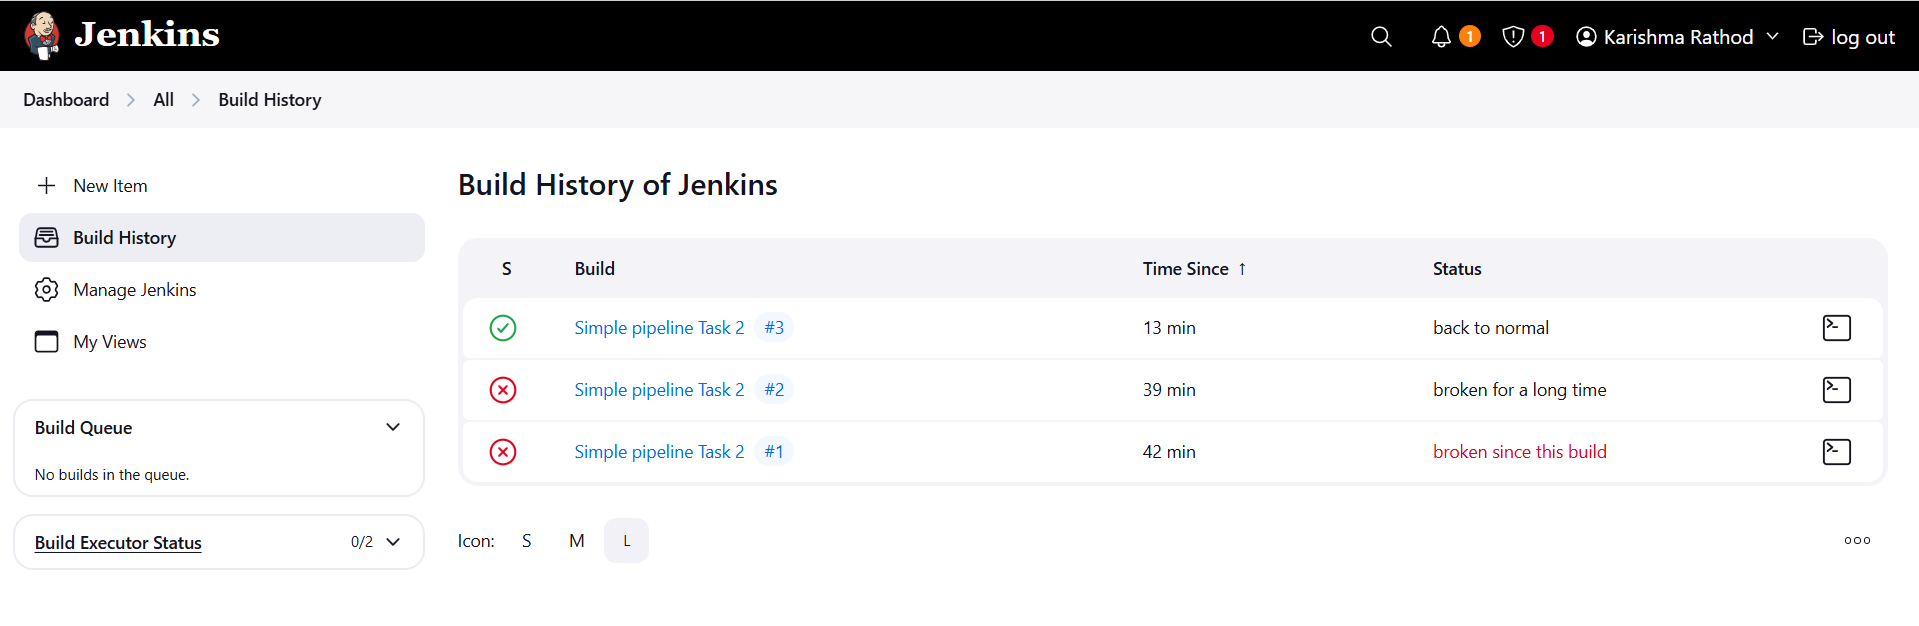 Jenkins
1
1
Karishma Rathod
log out
Dashboard > All > Build History
New Item
Build History
Manage Jenkins
My Views
Build Queue
No builds in the queue.
Build Executor Status 0/2
Build History of Jenkins
S Build Time Since ↑ Status
Simple pipeline Task 2 #3 13 min back to normal
Simple pipeline Task 2 #2 39 min broken for a long time
Simple pipeline Task 2 #1 42 min broken since this build
Icon: S M L